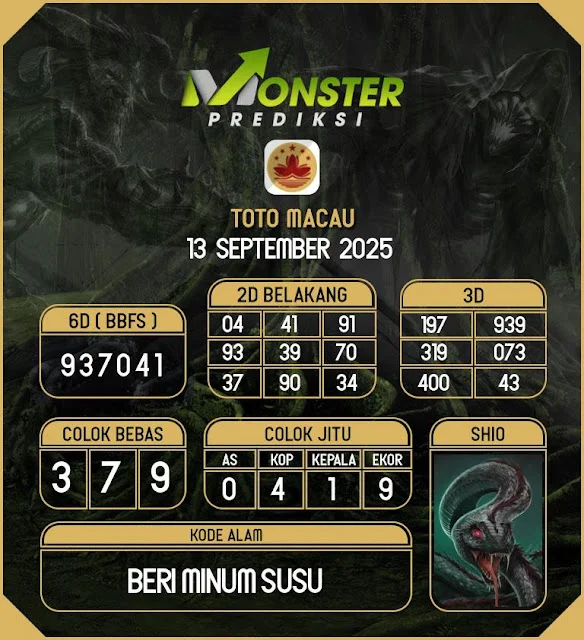 MONSTER
PREDIKSI
TOTO MACAU
13 SEPTEMBER 2025
6D ( BBFS )
937041
2D BELAKANG
04 41 91
93 39 70
37 90 34
3D
197 939
319 073
400 43
COLOK BEBAS
3 7 9
COLOK JITU
AS KOP KEPALA EKOR
0 4 1 9
SHIO
KODE ALAM
BERI MINUM SUSU